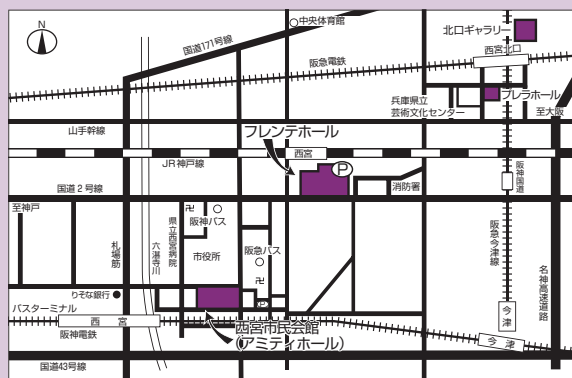 N
中央体育館
北口ギャラリー
国道171号線
西宮北口
阪急電鉄
プレラホール
兵庫県立
芸術文化センター
至大阪
山手幹線
フレンテホール
西宮
P
JR神戸線
阪神国道
消防署
国道2号線
至神戸
卍
阪神バス
県立西宮病院
札場筋
六湛寺川
市役所
阪急バス
卍
阪急今津線
名神高速道路
りそな銀行
P
バスターミナル
西宮
阪神電鉄
西宮市民会館
(アミティホール)
今津
今津
国道43号線